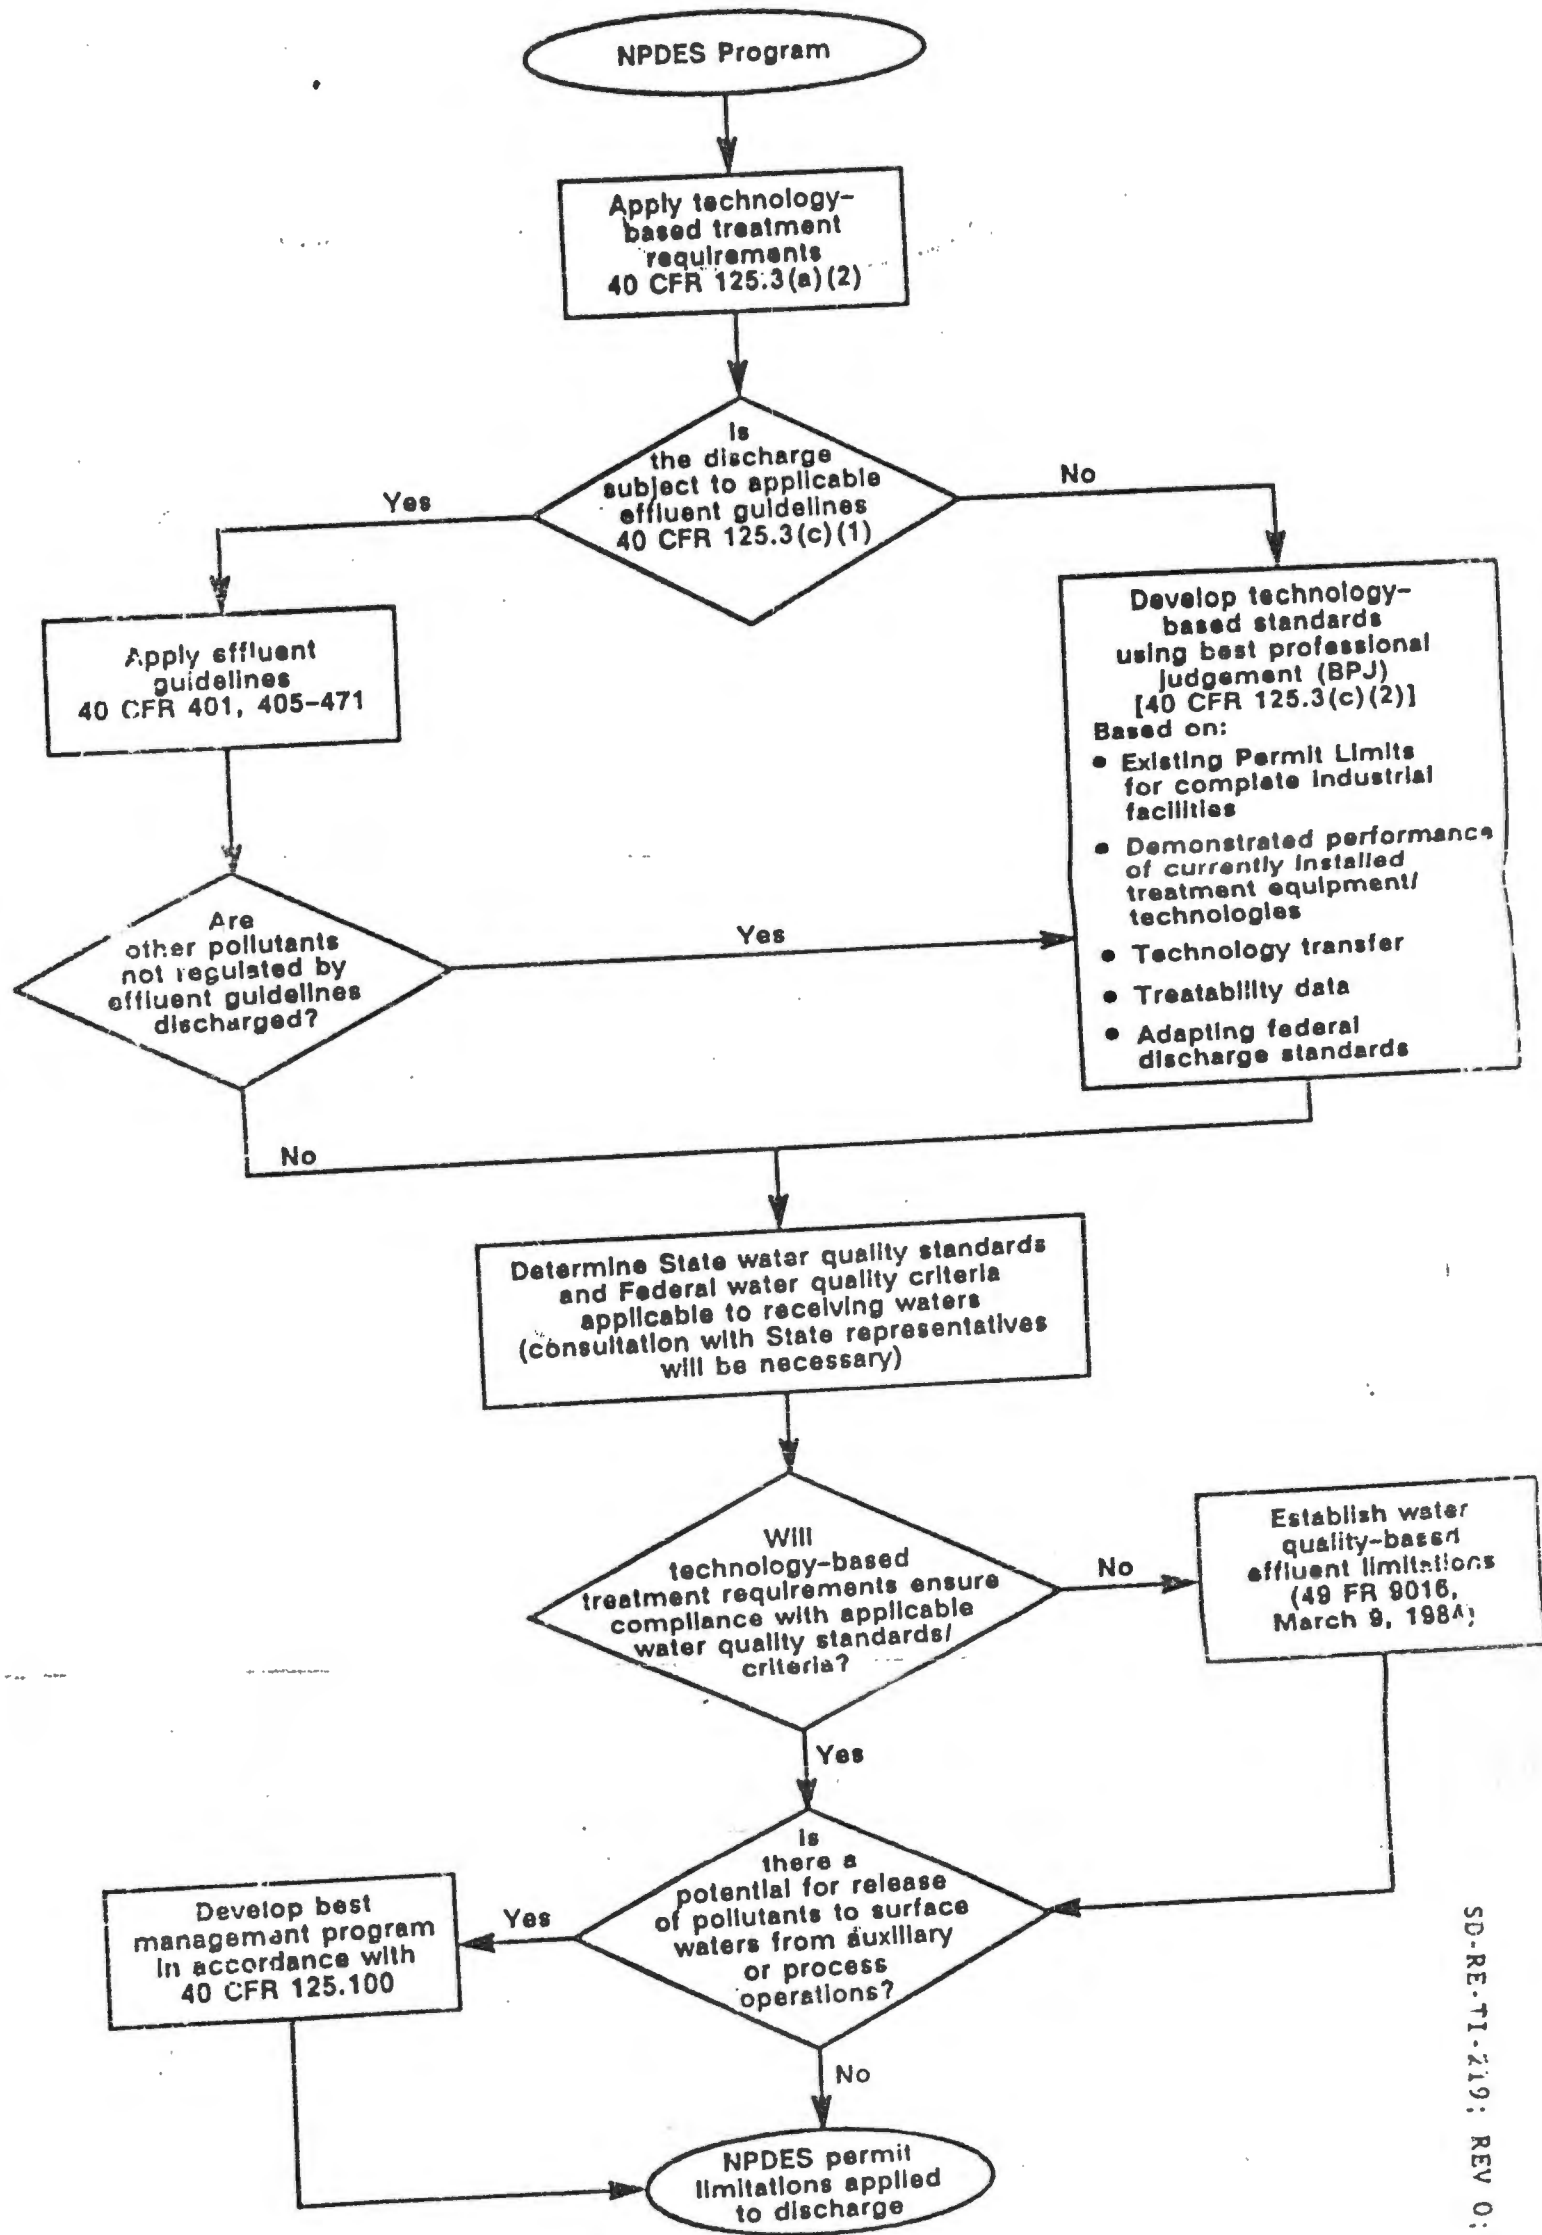 NPDES Program
Apply technology-
based treatment
requirements
40 CFR 125.3(a)(2)
Is
the discharge
subject to applicable
effluent guidelines
40 CFR 125.3(c)(1)
Yes
No
Apply effluent
guidelines
40 CFR 401, 405-471
Develop technology-
based standards
using best professional
judgement (BPJ)
[40 CFR 125.3(c)(2)]
Based on:
• Existing Permit Limits
for complete industrial
facilities
• Demonstrated performance
of currently installed
treatment equipment/
technologies
• Technology transfer
• Treatability data
• Adapting federal
discharge standards
Are
other pollutants
not regulated by
effluent guidelines
discharged?
Yes
No
Determine State water quality standards
and Federal water quality criteria
applicable to receiving waters
(consultation with State representatives
will be necessary)
Will
technology-based
treatment requirements ensure
compliance with applicable
water quality standards/
criteria?
No
Establish water
quality-based
effluent limitations
(49 FR 9016,
March 9, 1984)
Yes
Is
there a
potential for release
of pollutants to surface
waters from auxiliary
or process
operations?
Yes
Develop best
management program
in accordance with
40 CFR 125.100
No
NPDES permit
limitations applied
to discharge
SD-RE-TI-219; REV 0;